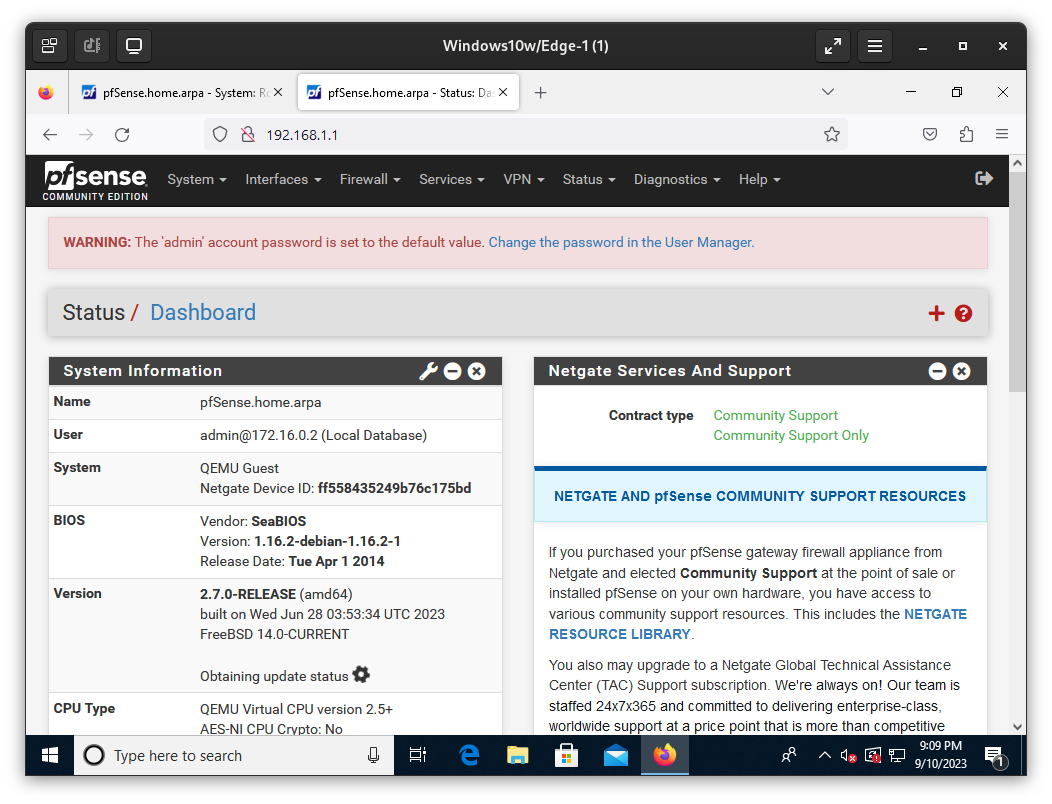 Windows10w/Edge-1 (1)
pfSense.home.arpa - System: Ro
pfSense.home.arpa - Status: Das
192.168.1.1
pfsense
COMMUNITY EDITION
System
Interfaces
Firewall
Services
VPN
Status
Diagnostics
Help
WARNING: The 'admin' account password is set to the default value. Change the password in the User Manager.
Status / Dashboard
System Information
Name pfSense.home.arpa
User admin@172.16.0.2 (Local Database)
System QEMU Guest
Netgate Device ID: ff558435249b76c175bd
BIOS Vendor: SeaBIOS
Version: 1.16.2-debian-1.16.2-1
Release Date: Tue Apr 1 2014
Version 2.7.0-RELEASE (amd64)
built on Wed Jun 28 03:53:34 UTC 2023
FreeBSD 14.0-CURRENT
Obtaining update status
CPU Type QEMU Virtual CPU version 2.5+
AES-NI CPU Crypto: No
Netgate Services And Support
Contract type Community Support
Community Support Only
NETGATE AND pfSense COMMUNITY SUPPORT RESOURCES
If you purchased your pfSense gateway firewall appliance from
Netgate and elected Community Support at the point of sale or
installed pfSense on your own hardware, you have access to
various community support resources. This includes the NETGATE
RESOURCE LIBRARY.
You also may upgrade to a Netgate Global Technical Assistance
Center (TAC) Support subscription. We're always on! Our team is
staffed 24x7x365 and committed to delivering enterprise-class,
worldwide support at a price point that is more than competitive
Type here to search
9:09 PM
9/10/2023
1